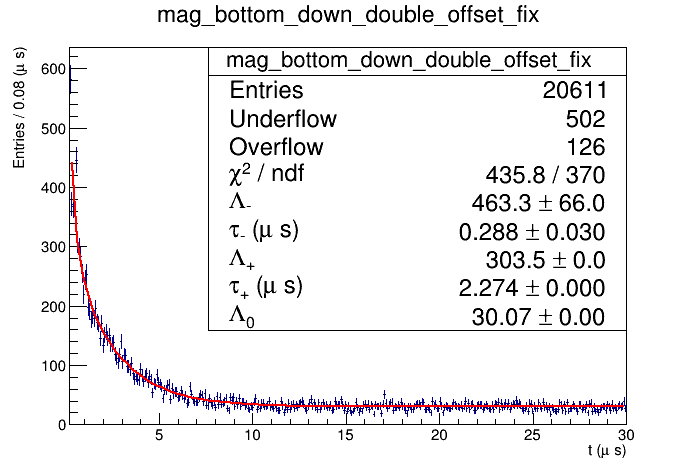 mag_bottom_down_double_offset_fix
Entries / 0.08 (μ s)
mag_bottom_down_double_offset_fix
Entries 20611
Underflow 502
Overflow 126
χ² / ndf 435.8 / 370
Λ₋ 463.3 ± 66.0
τ₋ (μ s) 0.288 ± 0.030
Λ₊ 303.5 ± 0.0
τ₊ (μ s) 2.274 ± 0.000
Λ₀ 30.07 ± 0.00
600
500
400
300
200
100
0
5 10 15 20 25 30
t (μ s)